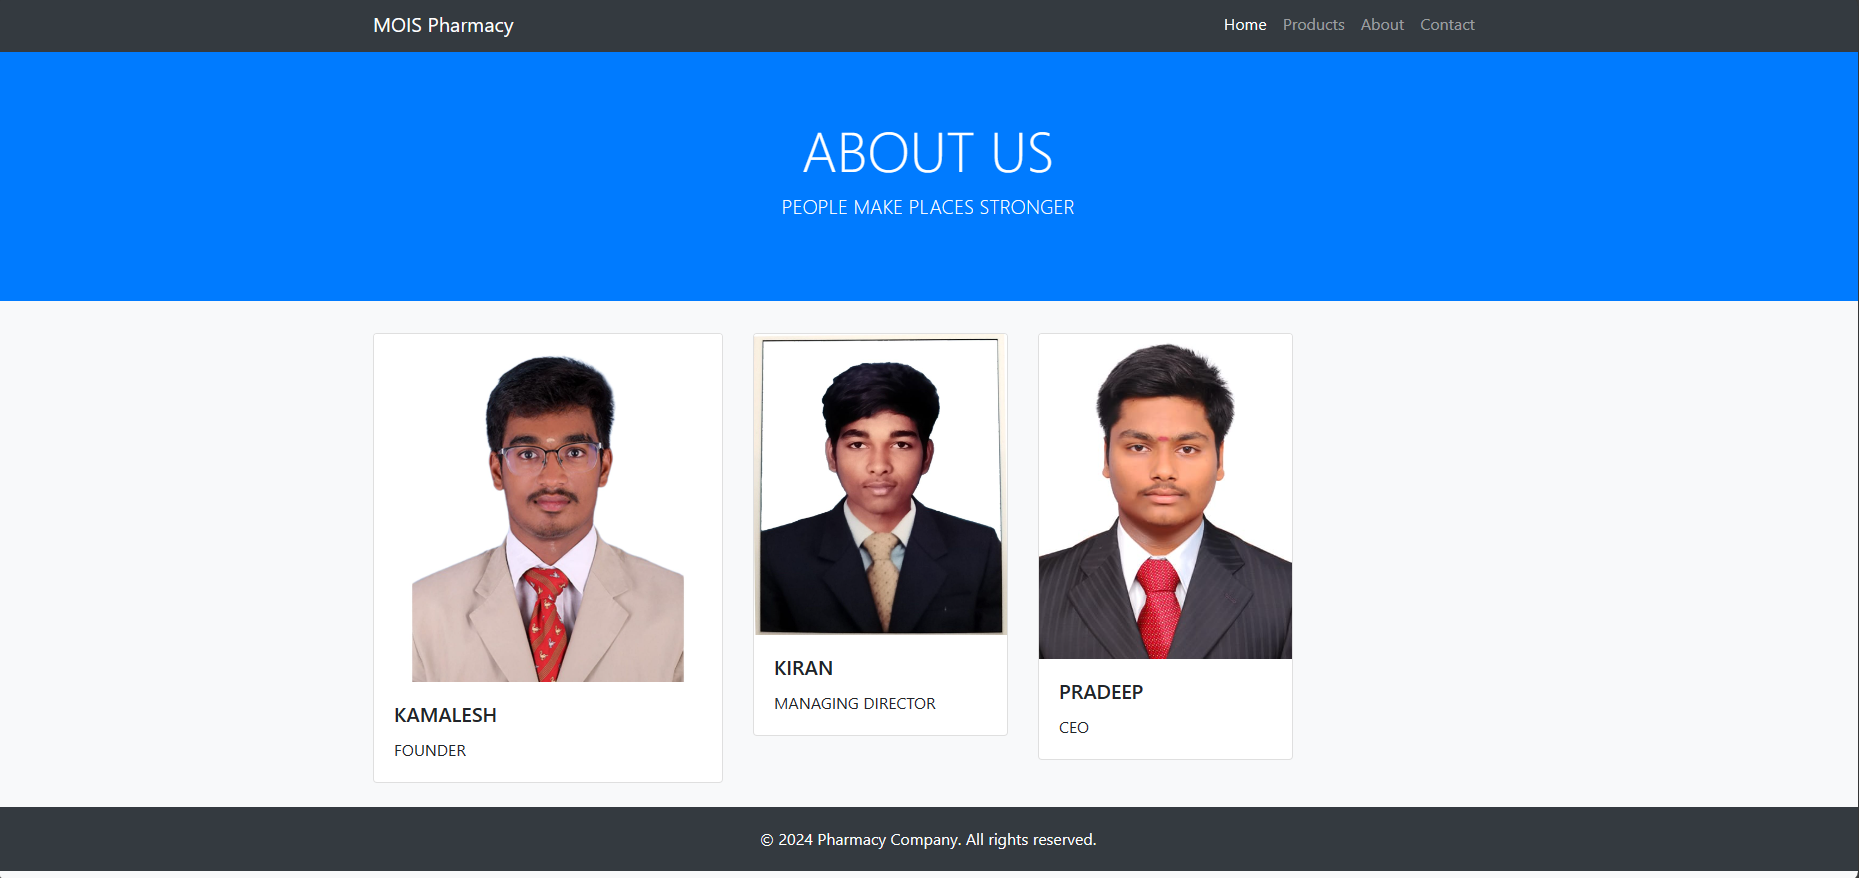 MOIS Pharmacy
Home Products About Contact
ABOUT US
PEOPLE MAKE PLACES STRONGER
KAMALESH
FOUNDER
KIRAN
MANAGING DIRECTOR
PRADEEP
CEO
© 2024 Pharmacy Company. All rights reserved.